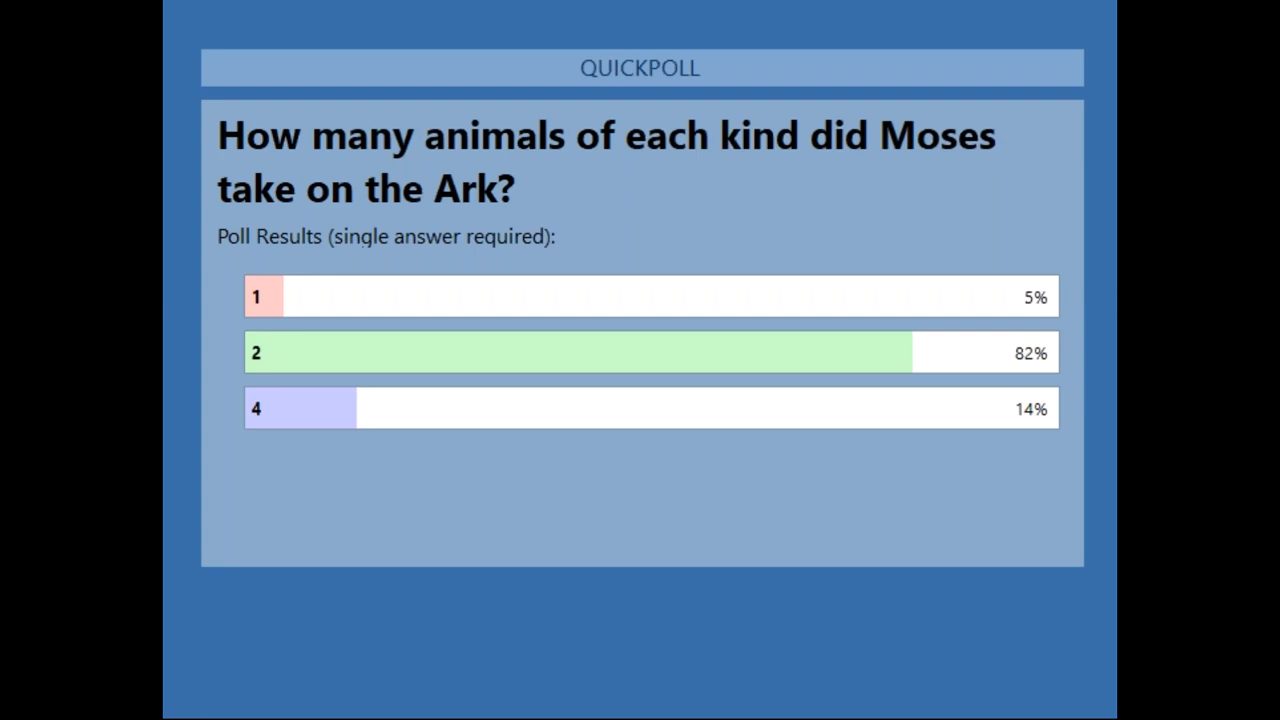 QUICKPOLL
How many animals of each kind did Moses
take on the Ark?
Poll Results (single answer required):
1 5%
2 82%
4 14%